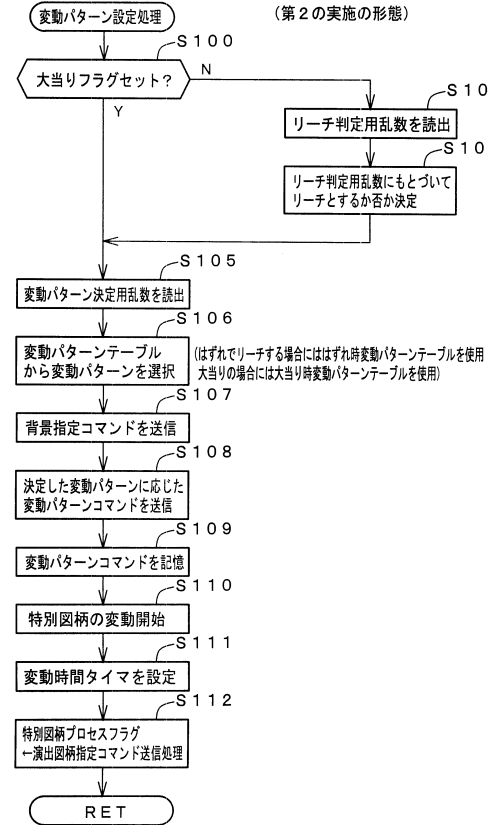 変動パターン設定処理
(第2の実施の形態)
S100
大当りフラグセット?
N
Y
S10
リーチ判定用乱数を読出
S10
リーチ判定用乱数にもとづいて
リーチとするか否か決定
S105
変動パターン決定用乱数を読出
S106
変動パターンテーブル
から変動パターンを選択
(はずれでリーチする場合にははずれ時変動パターンテーブルを使用
大当りの場合には大当り時変動パターンテーブルを使用)
S107
背景指定コマンドを送信
S108
決定した変動パターンに応じた
変動パターンコマンドを送信
S109
変動パターンコマンドを記憶
S110
特別図柄の変動開始
S111
変動時間タイマを設定
S112
特別図柄プロセスフラグ
←演出図柄指定コマンド送信処理
RET